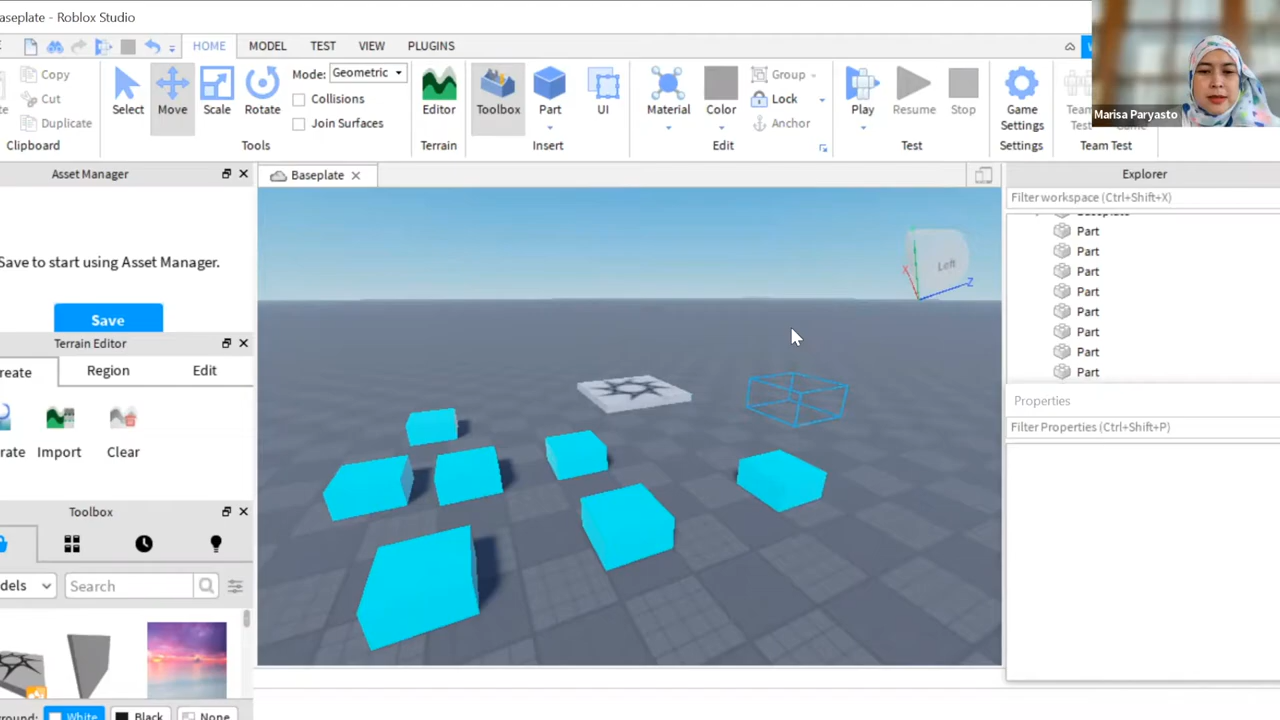 aseplate - Roblox Studio
HOME MODEL TEST VIEW PLUGINS
Copy
Cut
Duplicate
Clipboard
Select
Move
Scale
Rotate
Mode: Geometric
Collisions
Join Surfaces
Tools
Editor
Terrain
Toolbox
Part
UI
Insert
Material
Color
Group
Lock
Anchor
Edit
Play
Resume
Stop
Test
Game
Settings
Settings
Team Test
Marisa Paryasto
Asset Manager
Save to start using Asset Manager.
Save
Terrain Editor
reate Region Edit
rate Import Clear
Toolbox
dels Search
round: White Black None
Baseplate
Left
X
Z
Explorer
Filter workspace (Ctrl+Shift+X)
Baseplate
Part
Part
Part
Part
Part
Part
Part
Part
Properties
Filter Properties (Ctrl+Shift+P)